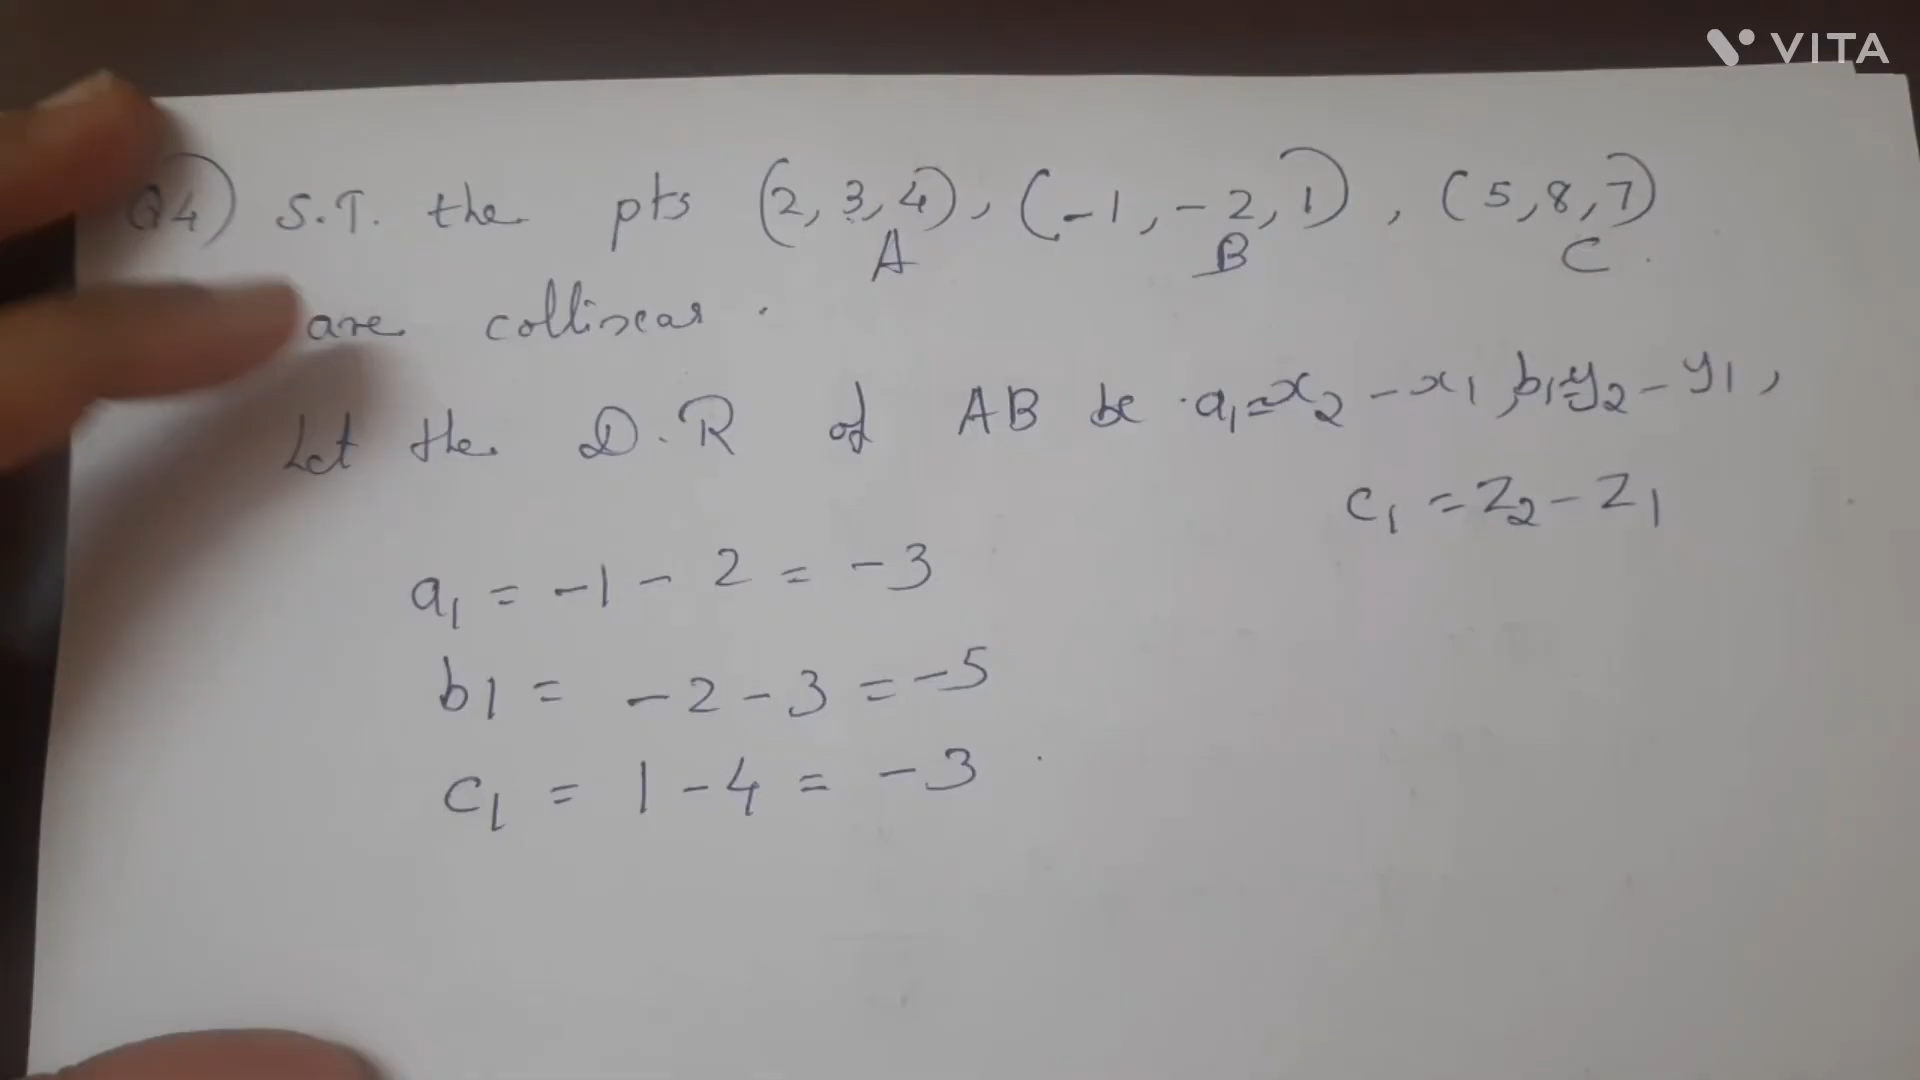 VITA
Q4) S.T. the pts (2,3,4), (-1,-2,1), (5,8,7)
A B C
are collinear.
Let the D.R of AB be a₁=x₂-x₁, b₁=y₂-y₁,
c₁=z₂-z₁
a₁ = -1 - 2 = -3
b₁ = -2 - 3 = -5
c₁ = 1 - 4 = -3